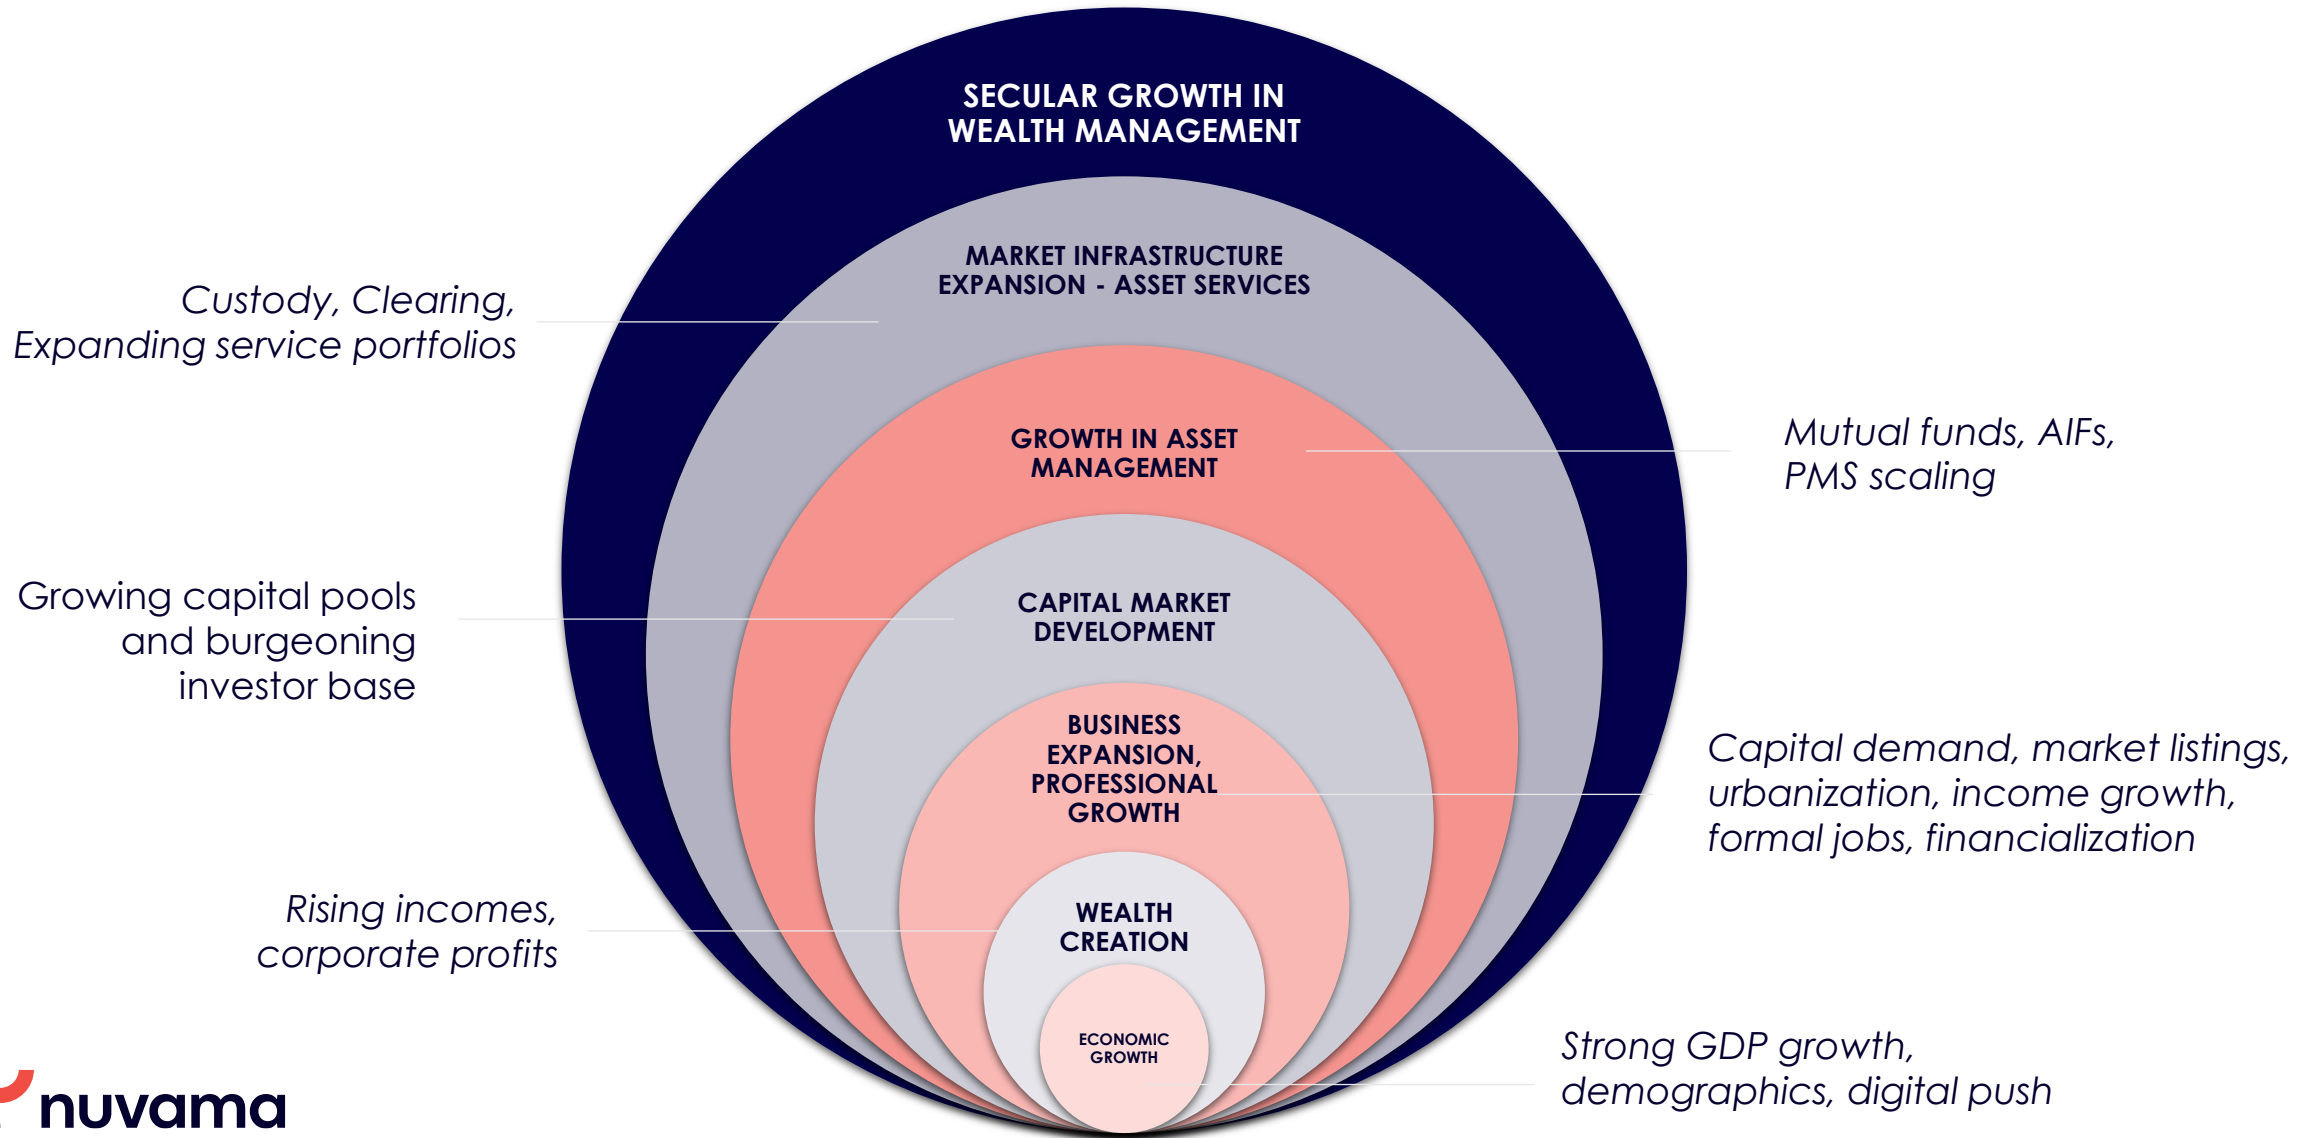 SECULAR GROWTH IN
WEALTH MANAGEMENT
MARKET INFRASTRUCTURE
EXPANSION - ASSET SERVICES
Custody, Clearing,
Expanding service portfolios
GROWTH IN ASSET
MANAGEMENT
Mutual funds, AIFs,
PMS scaling
CAPITAL MARKET
DEVELOPMENT
Growing capital pools
and burgeoning
investor base
BUSINESS
EXPANSION,
PROFESSIONAL
GROWTH
Capital demand, market listings,
urbanization, income growth,
formal jobs, financialization
WEALTH
CREATION
Rising incomes,
corporate profits
ECONOMIC
GROWTH
Strong GDP growth,
demographics, digital push
nuvama